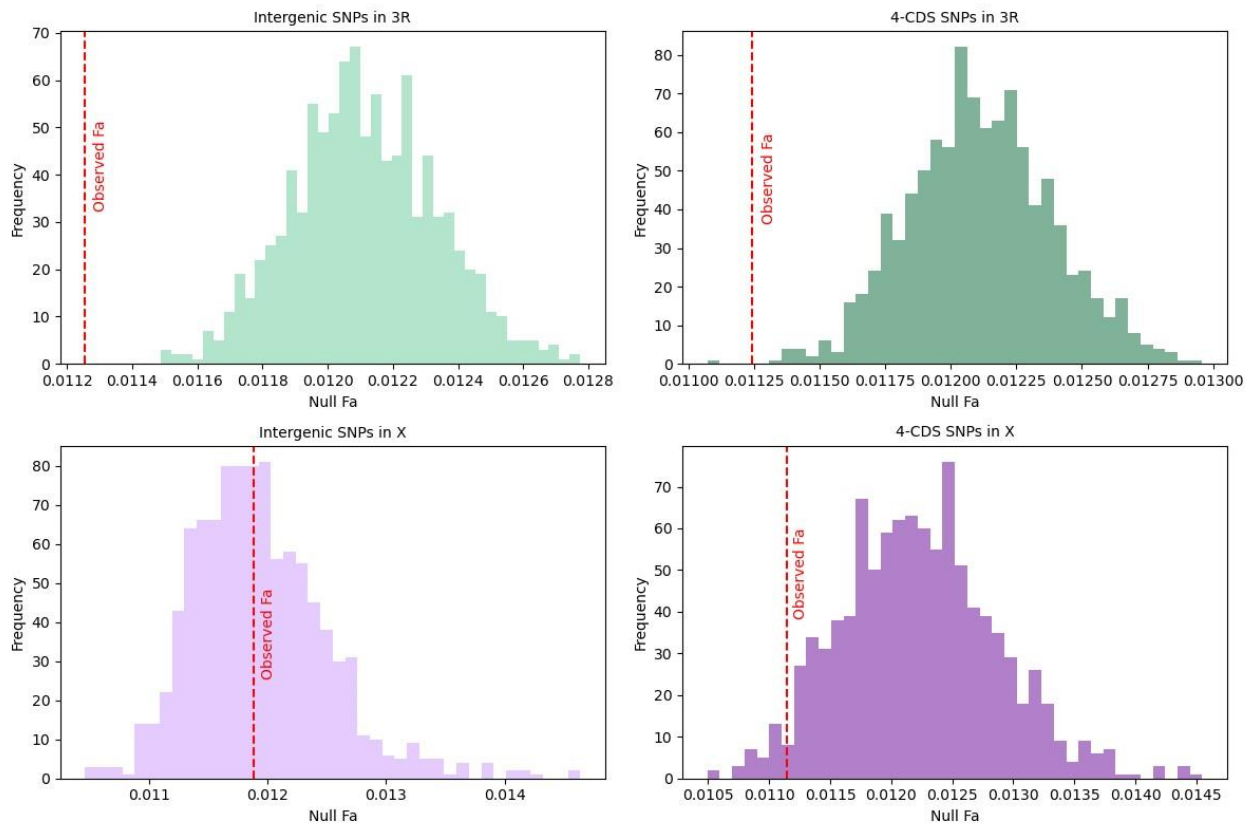 Intergenic SNPs in 3R
70
60
50
40
30
20
10
0
Frequency
Observed Fa
0.0112 0.0114 0.0116 0.0118 0.0120 0.0122 0.0124 0.0126 0.0128
Null Fa
4-CDS SNPs in 3R
80
70
60
50
40
30
20
10
0
Frequency
Observed Fa
0.01100 0.01125 0.01150 0.01175 0.01200 0.01225 0.01250 0.01275 0.01300
Null Fa
Intergenic SNPs in X
80
70
60
50
40
30
20
10
0
Frequency
Observed Fa
0.011 0.012 0.013 0.014
Null Fa
4-CDS SNPs in X
70
60
50
40
30
20
10
0
Frequency
Observed Fa
0.0105 0.0110 0.0115 0.0120 0.0125 0.0130 0.0135 0.0140 0.0145
Null Fa